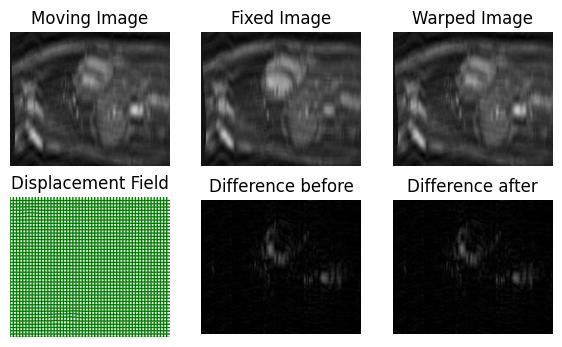 Moving Image
Fixed Image
Warped Image
Displacement Field
Difference before
Difference after